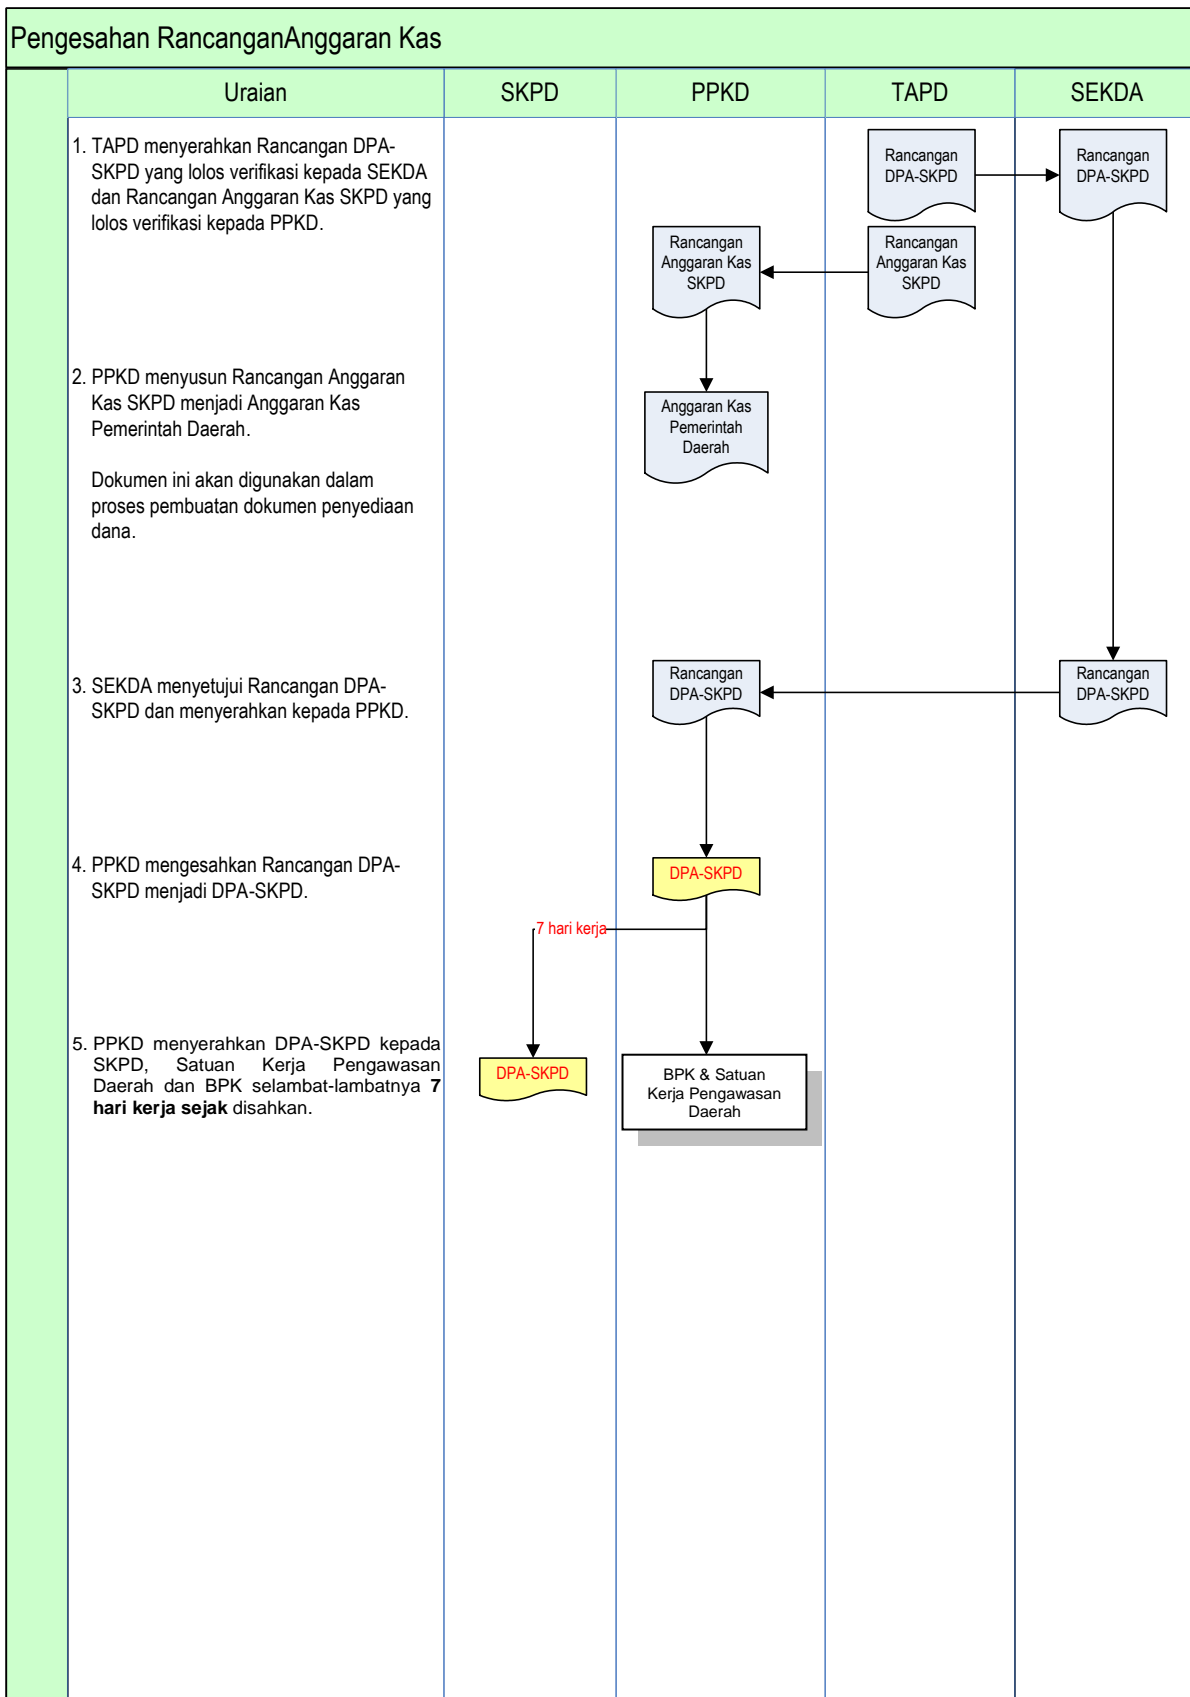 Pengesahan RancanganAnggaran Kas
Uraian
SKPD
PPKD
TAPD
SEKDA
1. TAPD menyerahkan Rancangan DPA-
SKPD yang lolos verifikasi kepada SEKDA
dan Rancangan Anggaran Kas SKPD yang
lolos verifikasi kepada PPKD.
Rancangan
DPA-SKPD
Rancangan
DPA-SKPD
Rancangan
Anggaran Kas
SKPD
Rancangan
Anggaran Kas
SKPD
2. PPKD menyusun Rancangan Anggaran
Kas SKPD menjadi Anggaran Kas
Pemerintah Daerah.
Dokumen ini akan digunakan dalam
proses pembuatan dokumen penyediaan
dana.
Anggaran Kas
Pemerintah
Daerah
3. SEKDA menyetujui Rancangan DPA-
SKPD dan menyerahkan kepada PPKD.
Rancangan
DPA-SKPD
Rancangan
DPA-SKPD
4. PPKD mengesahkan Rancangan DPA-
SKPD menjadi DPA-SKPD.
DPA-SKPD
7 hari kerja
5. PPKD menyerahkan DPA-SKPD kepada
SKPD, Satuan Kerja Pengawasan
Daerah dan BPK selambat-lambatnya 7
hari kerja sejak disahkan.
DPA-SKPD
BPK & Satuan
Kerja Pengawasan
Daerah